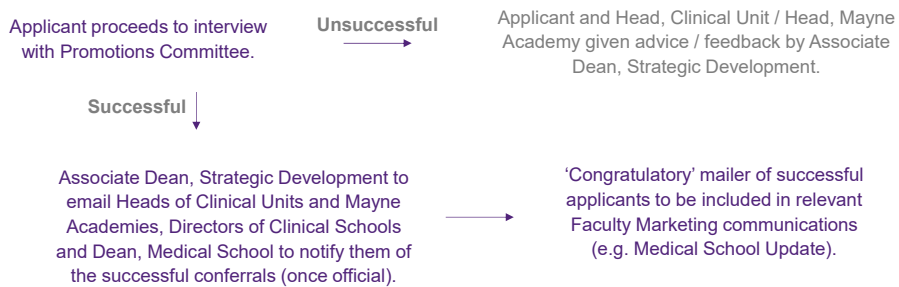 Applicant proceeds to interview
with Promotions Committee.
Unsuccessful
Applicant and Head, Clinical Unit / Head, Mayne
Academy given advice / feedback by Associate
Dean, Strategic Development.
Successful
Associate Dean, Strategic Development to
email Heads of Clinical Units and Mayne
Academies, Directors of Clinical Schools
and Dean, Medical School to notify them of
the successful conferrals (once official).
‘Congratulatory’ mailer of successful
applicants to be included in relevant
Faculty Marketing communications
(e.g. Medical School Update).